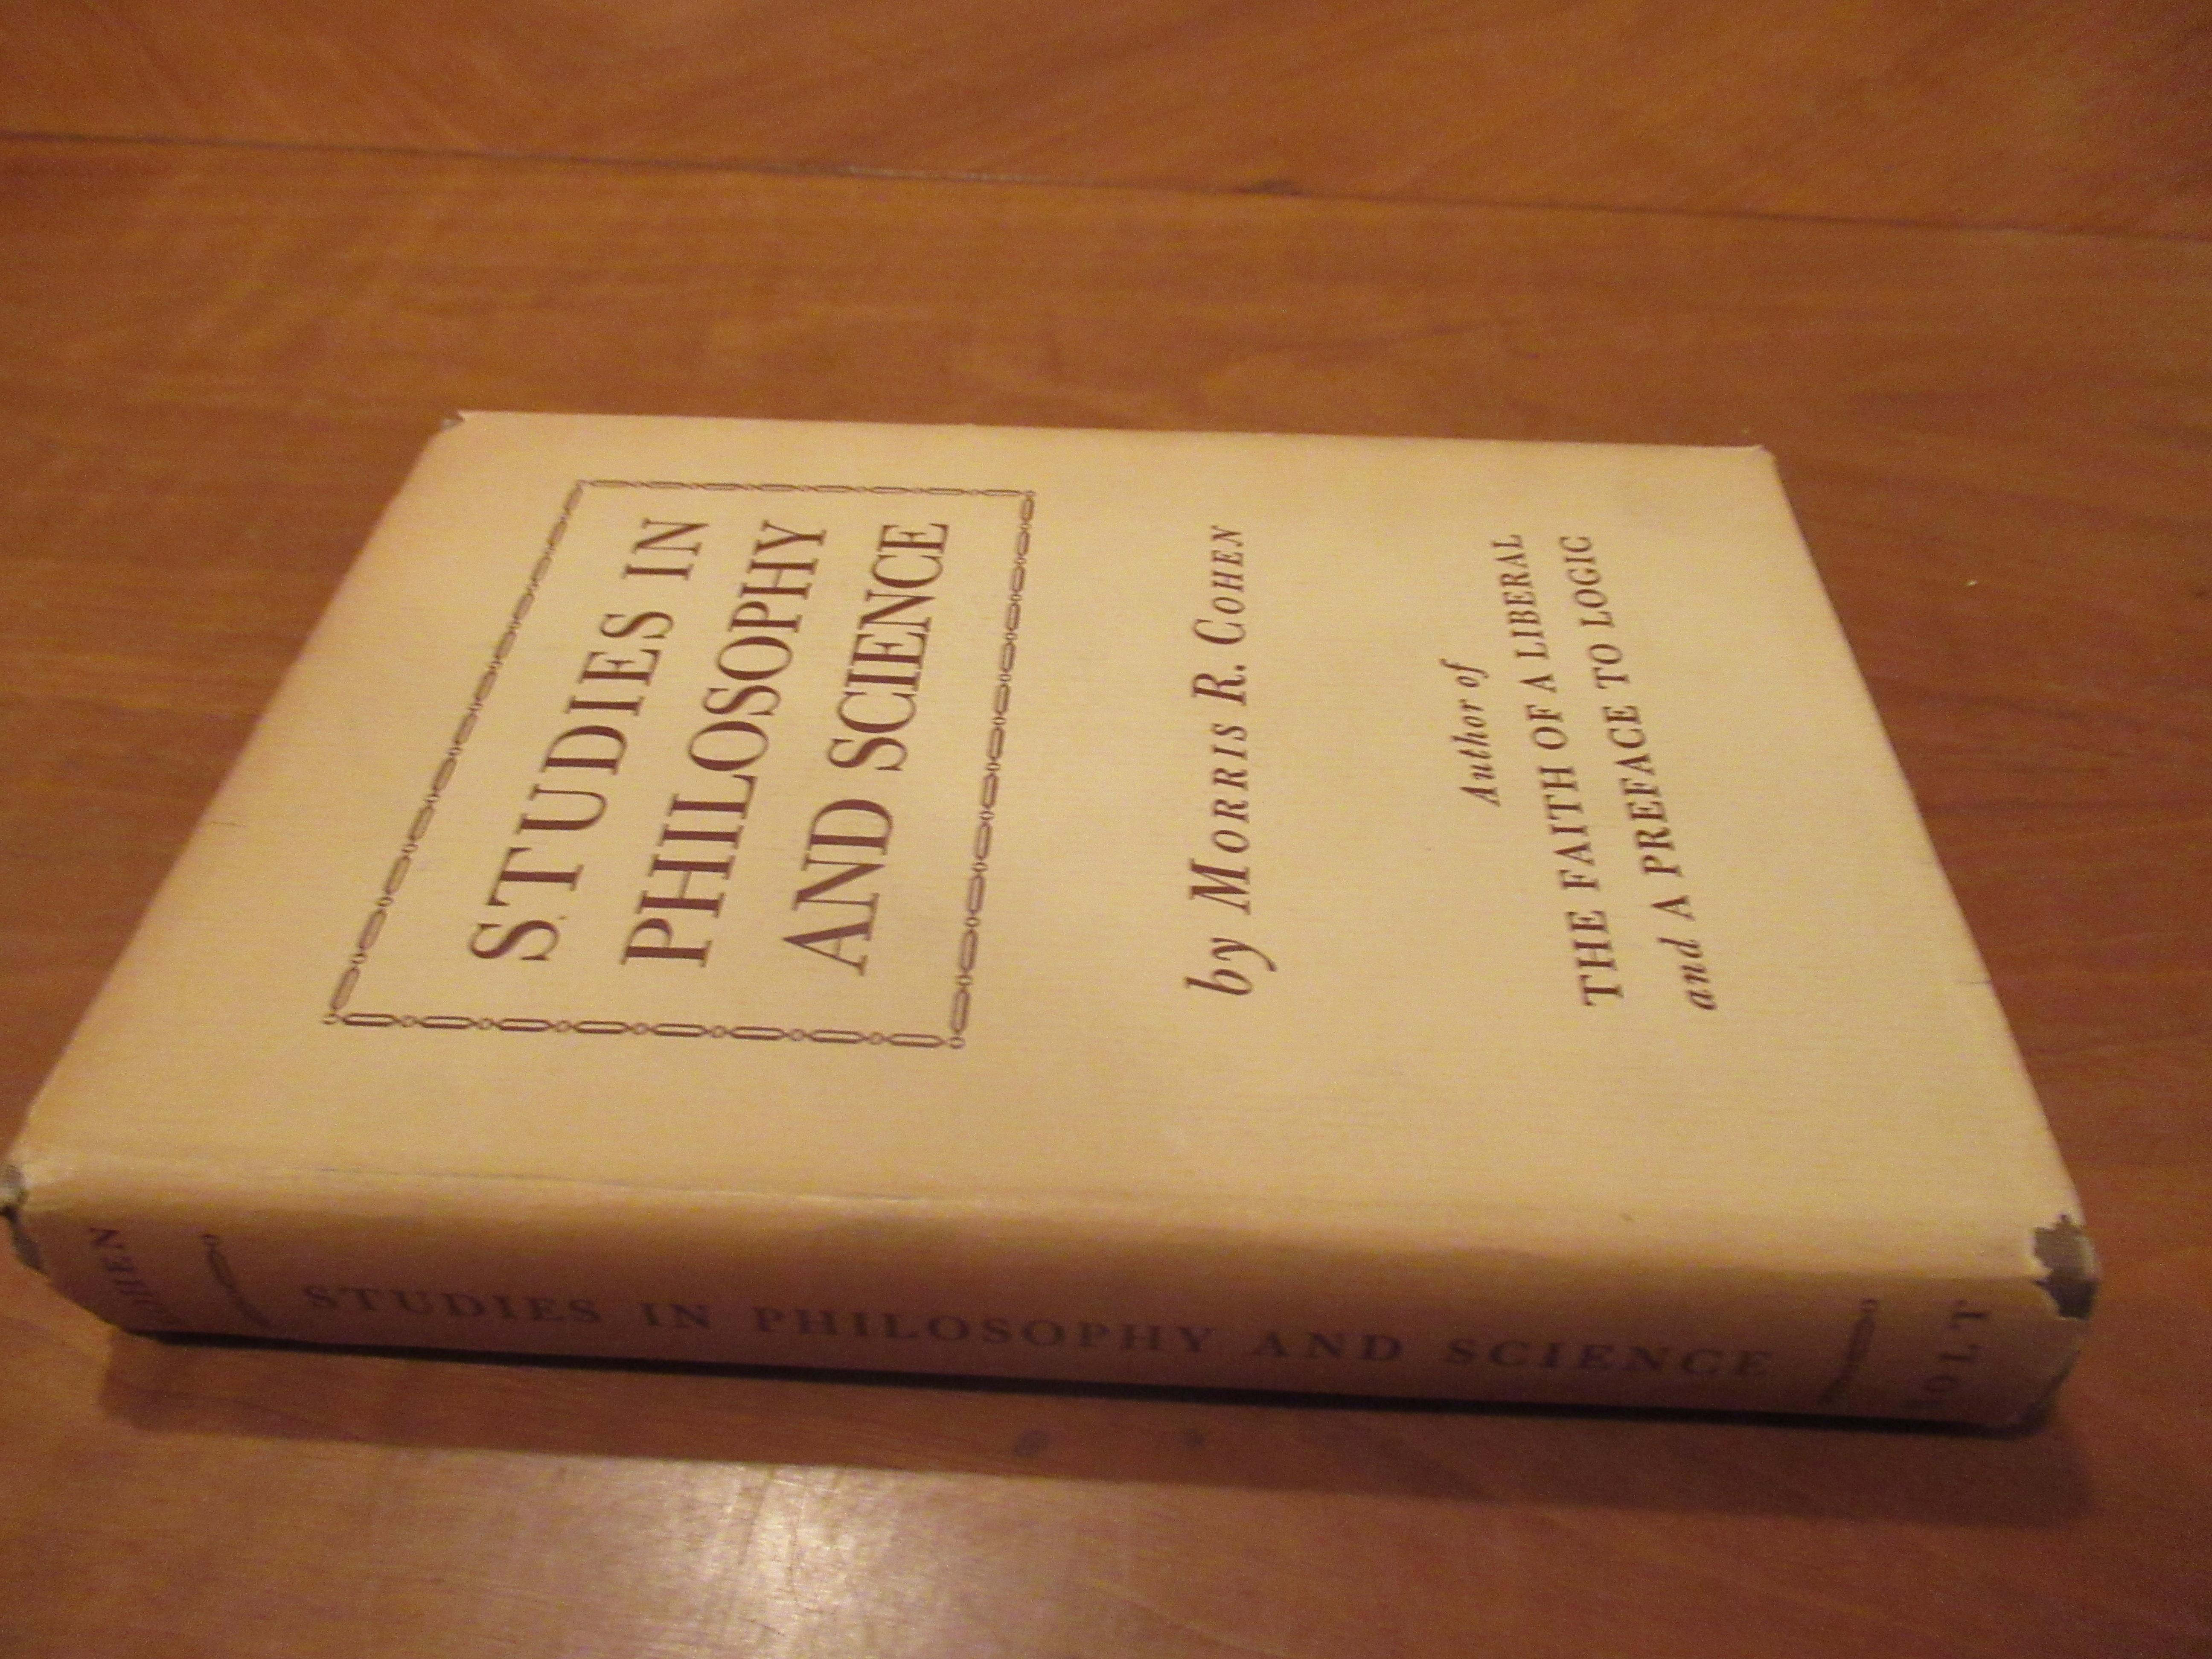 STUDIES IN
PHILOSOPHY
AND SCIENCE
by MORRIS R. COHEN
Author of
THE FAITH OF A LIBERAL
and A PREFACE TO LOGIC
COHEN
STUDIES IN PHILOSOPHY AND SCIENCE
HOLT